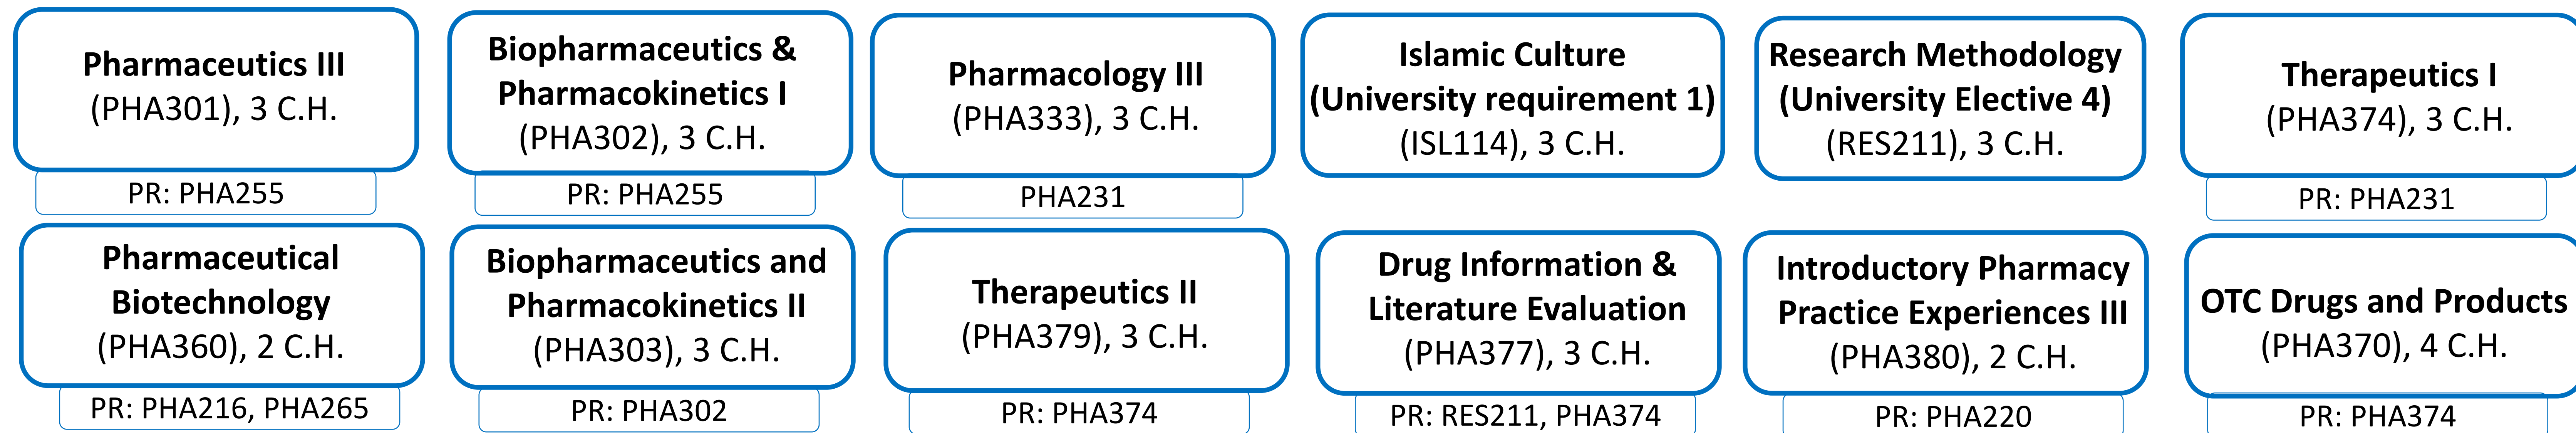 Pharmaceutics III
(PHA301), 3 C.H.
PR: PHA255
Biopharmaceutics &
Pharmacokinetics I
(PHA302), 3 C.H.
PR: PHA255
Pharmacology III
(PHA333), 3 C.H.
PHA231
Islamic Culture
(University requirement 1)
(ISL114), 3 C.H.
Research Methodology
(University Elective 4)
(RES211), 3 C.H.
Therapeutics I
(PHA374), 3 C.H.
PR: PHA231
Pharmaceutical
Biotechnology
(PHA360), 2 C.H.
PR: PHA216, PHA265
Biopharmaceutics and
Pharmacokinetics II
(PHA303), 3 C.H.
PR: PHA302
Therapeutics II
(PHA379), 3 C.H.
PR: PHA374
Drug Information &
Literature Evaluation
(PHA377), 3 C.H.
PR: RES211, PHA374
Introductory Pharmacy
Practice Experiences III
(PHA380), 2 C.H.
PR: PHA220
OTC Drugs and Products
(PHA370), 4 C.H.
PR: PHA374